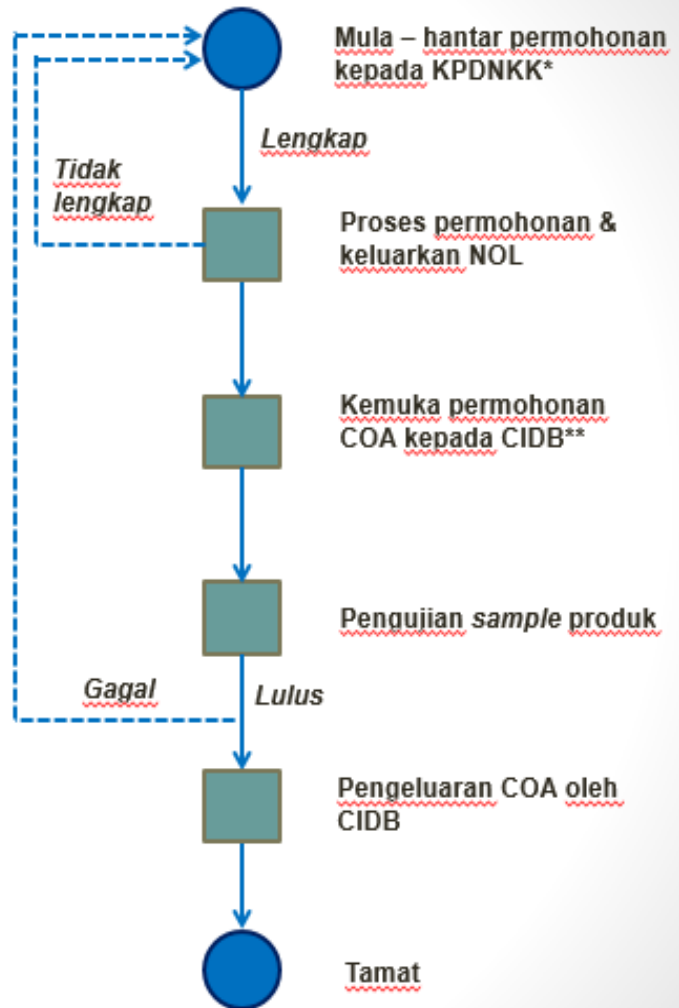 Mula – hantar permohonan
kepada KPDNKK*
Lengkap
Tidak
lengkap
Proses permohonan &
keluarkan NOL
Kemuka permohonan
COA kepada CIDB**
Pengujian sample produk
Gagal
Lulus
Pengeluaran COA oleh
CIDB
Tamat